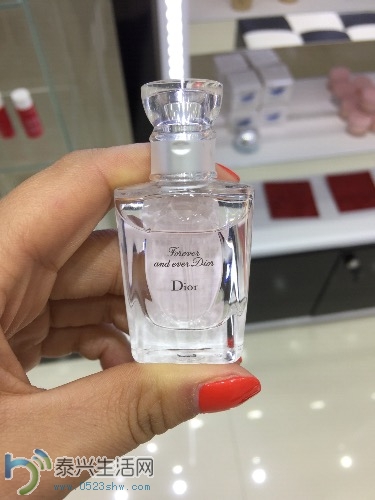 Forever
and ever Dior
Dior
泰兴生活网
www.0523shw.com